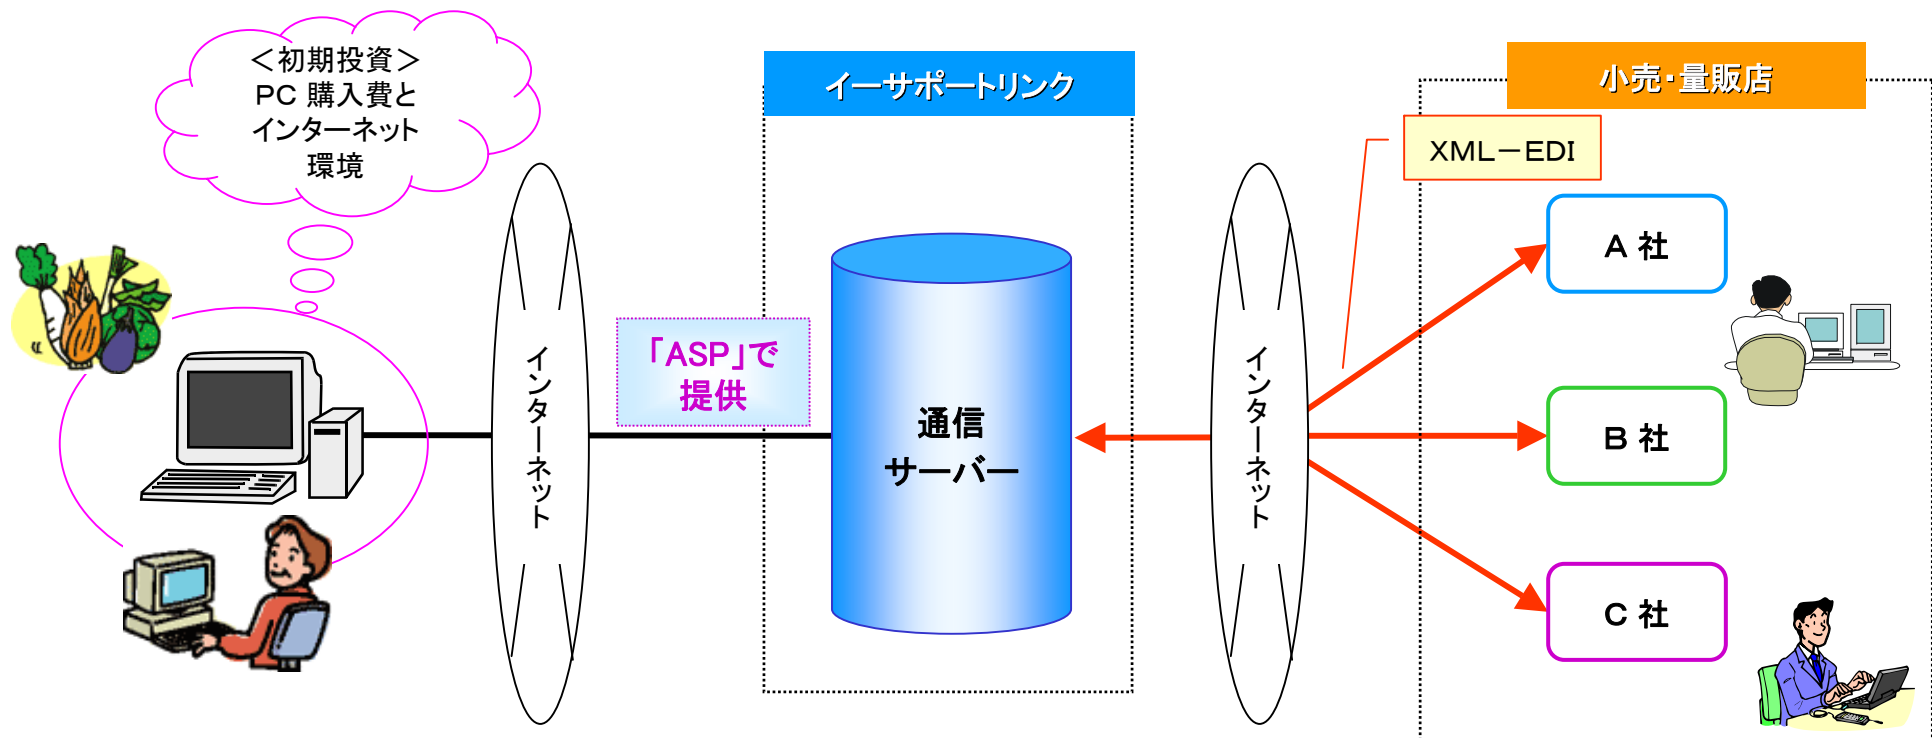 ＜初期投資＞
PC 購入費と
インターネット
環境
イーサポートリンク
小売・量販店
XML－EDI
インターネット
「ASP」で
提供
通信
サーバー
インターネット
A 社
B 社
C 社